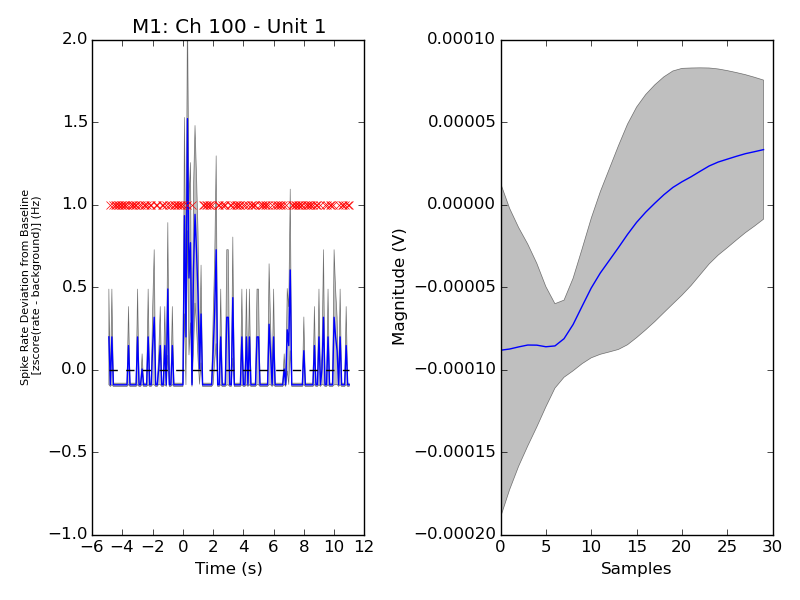 M1: Ch 100 - Unit 1
2.0
1.5
1.0
0.5
0.0
−0.5
−1.0
Spike Rate Deviation from Baseline
[zscore(rate - background)] (Hz)
−6 −4 −2 0 2 4 6 8 10 12
Time (s)
0.00010
0.00005
0.00000
−0.00005
−0.00010
−0.00015
−0.00020
Magnitude (V)
0 5 10 15 20 25 30
Samples